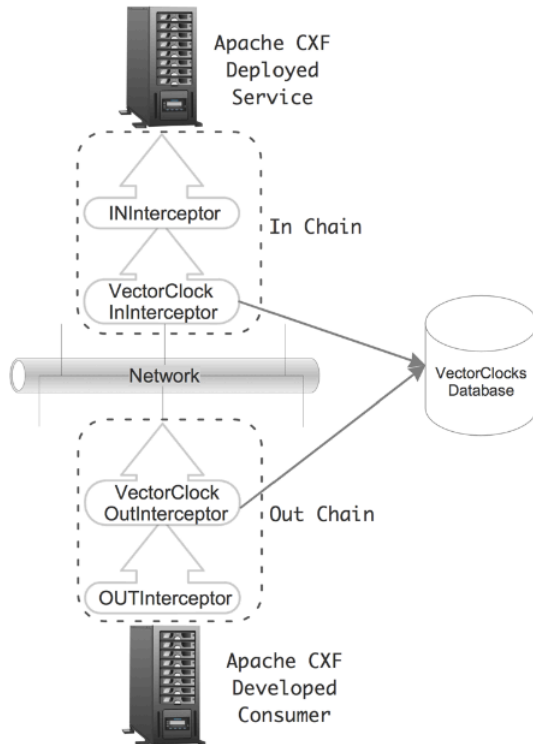 Apache CXF
Deployed
Service
INInterceptor
In Chain
VectorClock
InInterceptor
Network
VectorClocks
Database
VectorClock
OutInterceptor
Out Chain
OUTInterceptor
Apache CXF
Developed
Consumer